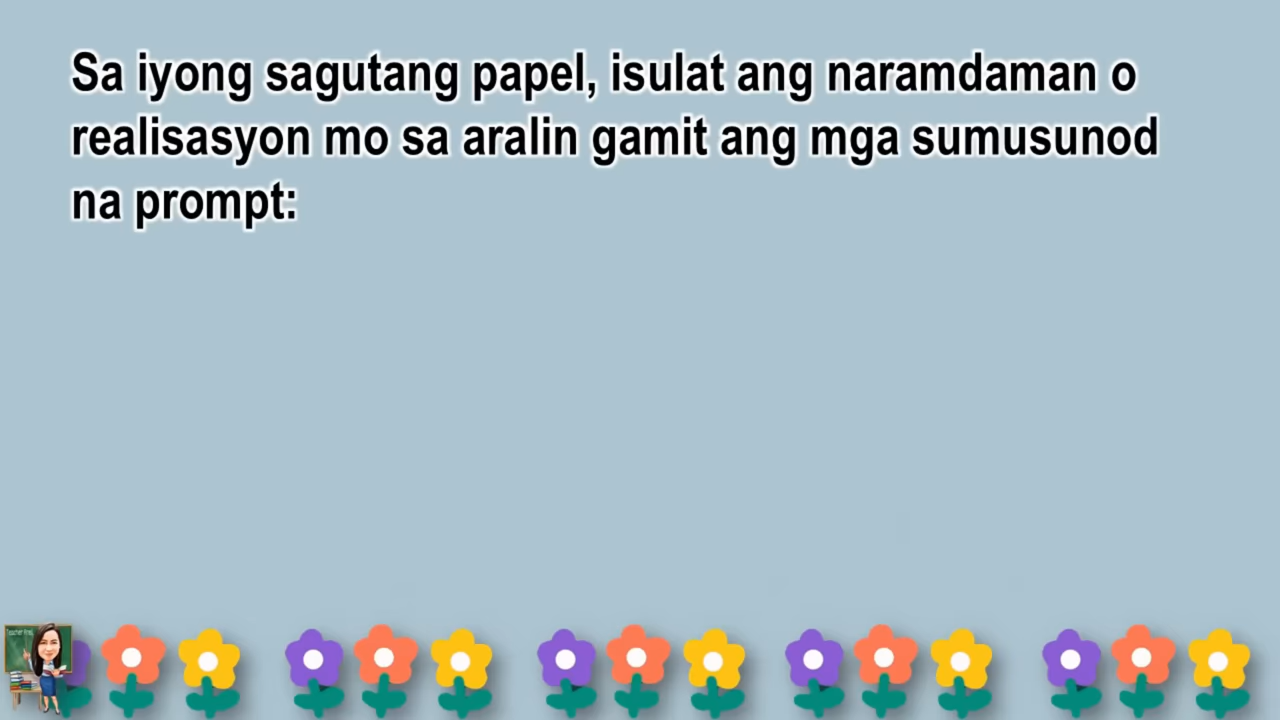 Sa iyong sagutang papel, isulat ang naramdaman o
realisasyon mo sa aralin gamit ang mga sumusunod
na prompt: